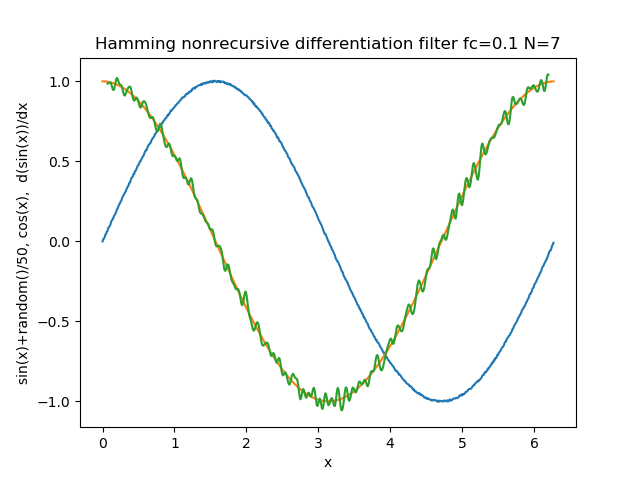 Hamming nonrecursive differentiation filter fc=0.1 N=7
sin(x)+random()/50, cos(x),  d(sin(x))/dx
1.0
0.5
0.0
−0.5
−1.0
0 1 2 3 4 5 6
x